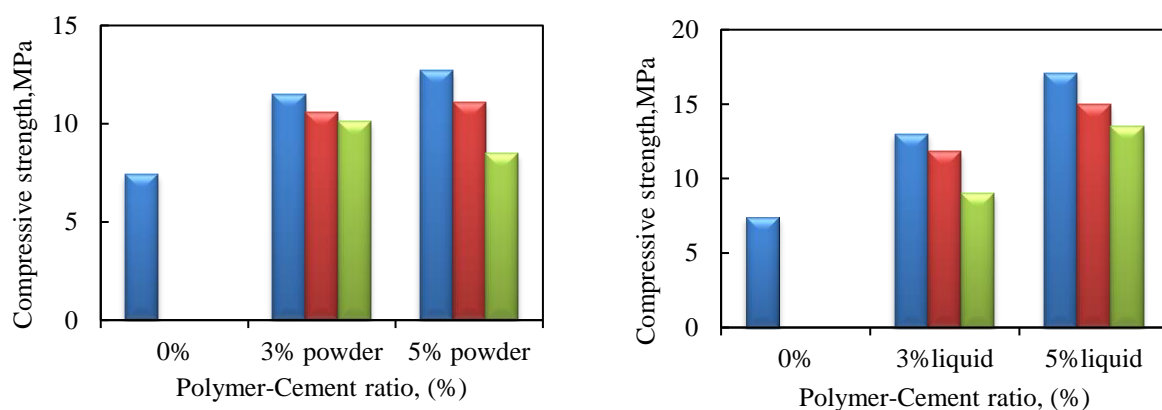 Compressive strength,MPa
15
10
5
0
0%
3% powder
5% powder
Polymer-Cement ratio, (%)
Compressive strength,MPa
20
15
10
5
0
0%
3%liquid
5%liquid
Polymer-Cement ratio, (%)